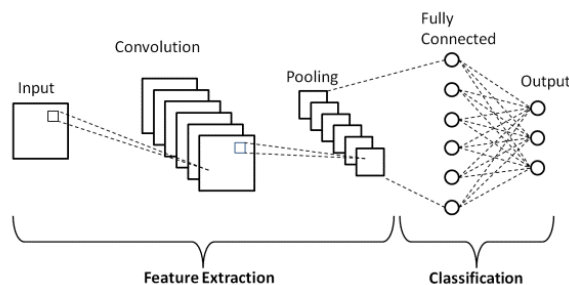 Input
Convolution
Pooling
Fully
Connected
Output
Feature Extraction
Classification